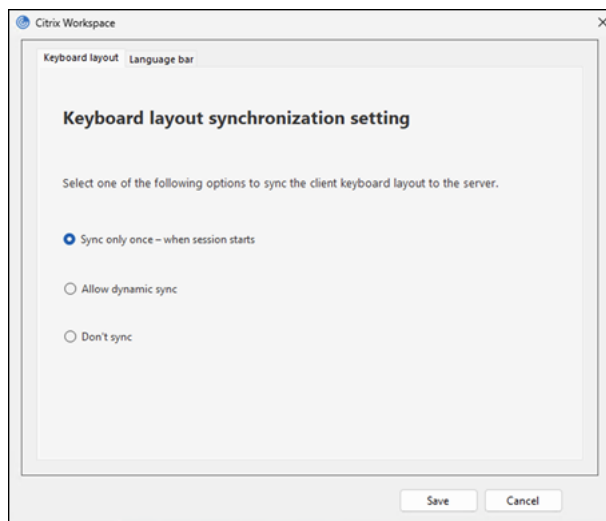 Citrix Workspace
Keyboard layout
Language bar
Keyboard layout synchronization setting
Select one of the following options to sync the client keyboard layout to the server.
Sync only once – when session starts
Allow dynamic sync
Don't sync
Save
Cancel